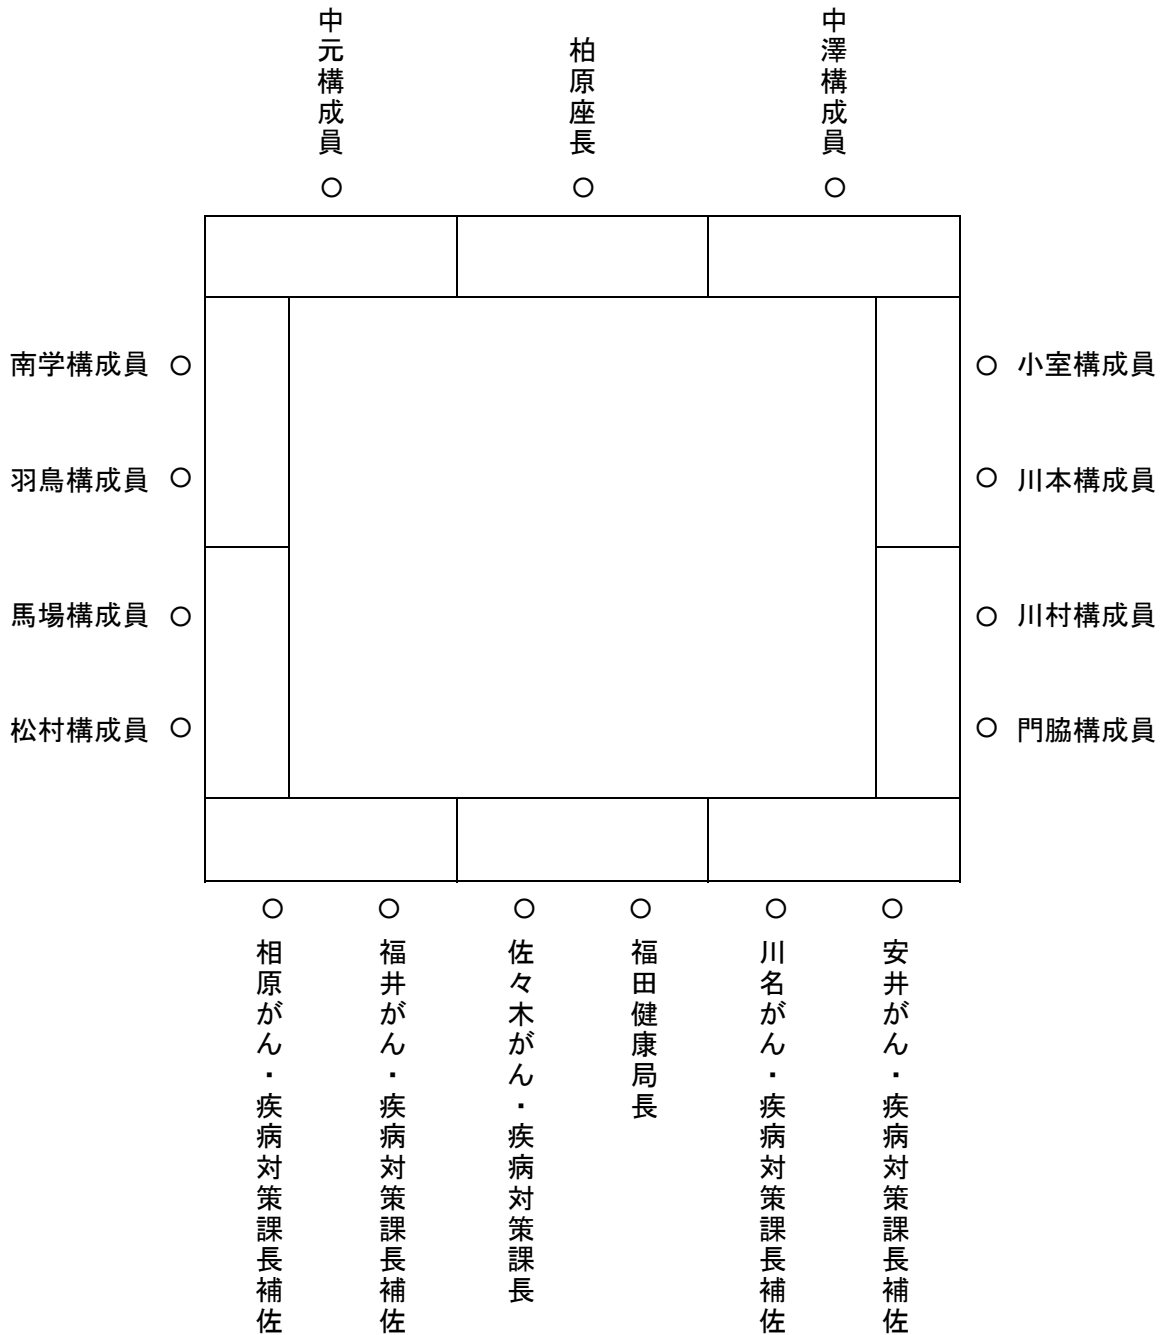 中元構成員
柏原座長
中澤構成員
南学構成員
小室構成員
羽鳥構成員
川本構成員
馬場構成員
川村構成員
松村構成員
門脇構成員
相原がん・疾病対策課長補佐
福井がん・疾病対策課長補佐
佐々木がん・疾病対策課長
福田健康局長
川名がん・疾病対策課長補佐
安井がん・疾病対策課長補佐